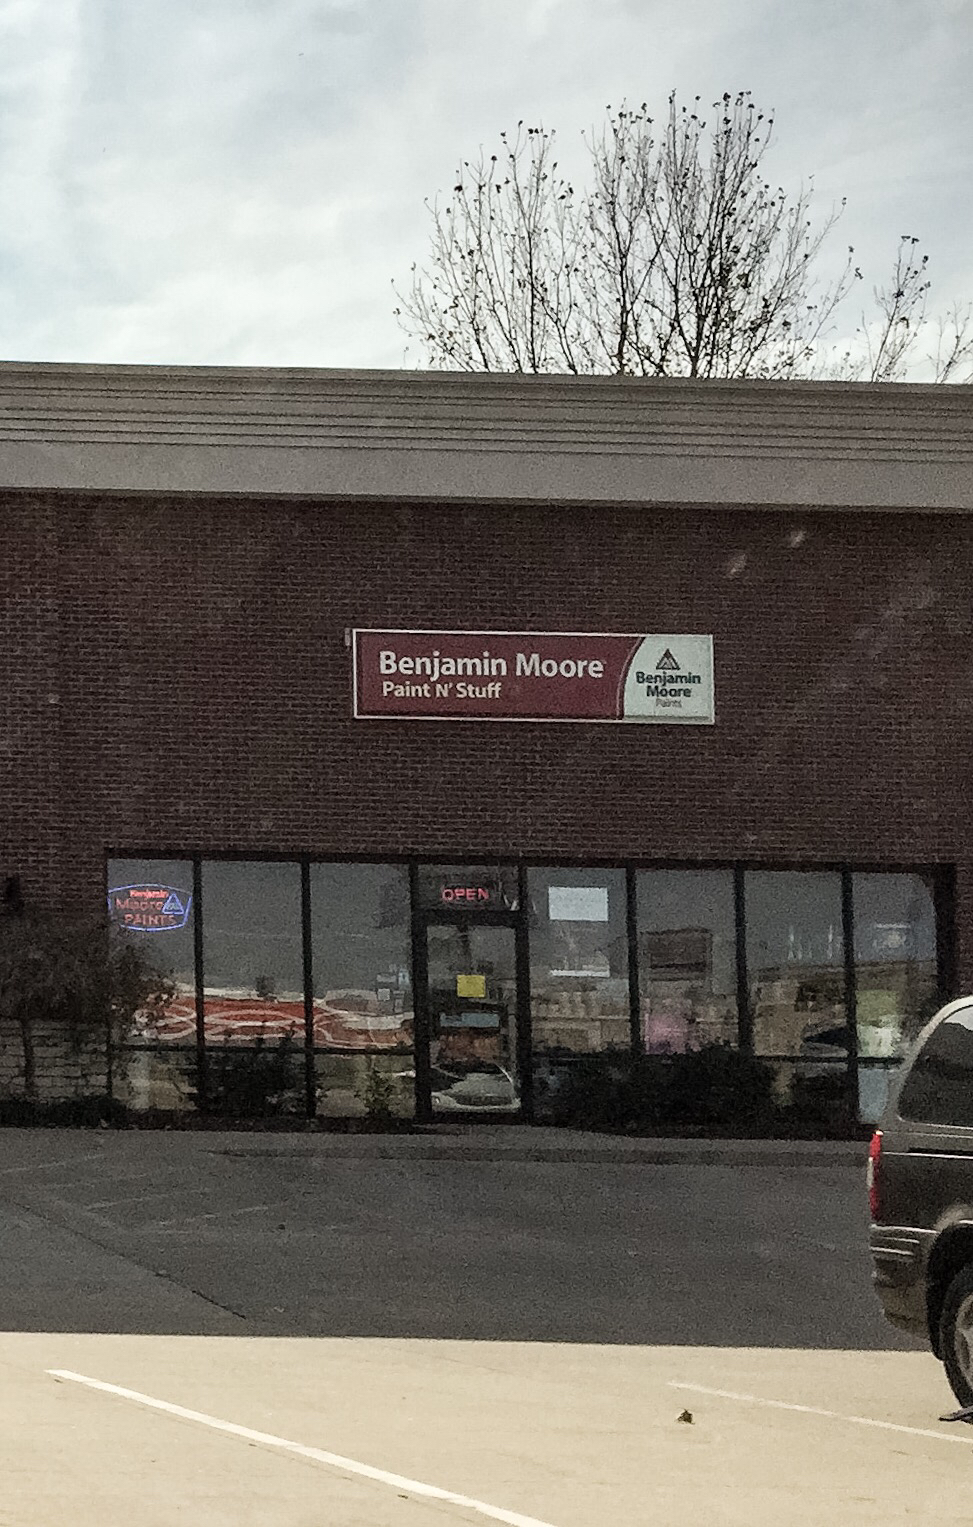 Benjamin Moore
Paint N' Stuff
Benjamin
Moore
Paints
OPEN
Benjamin
Moore
PAINTS